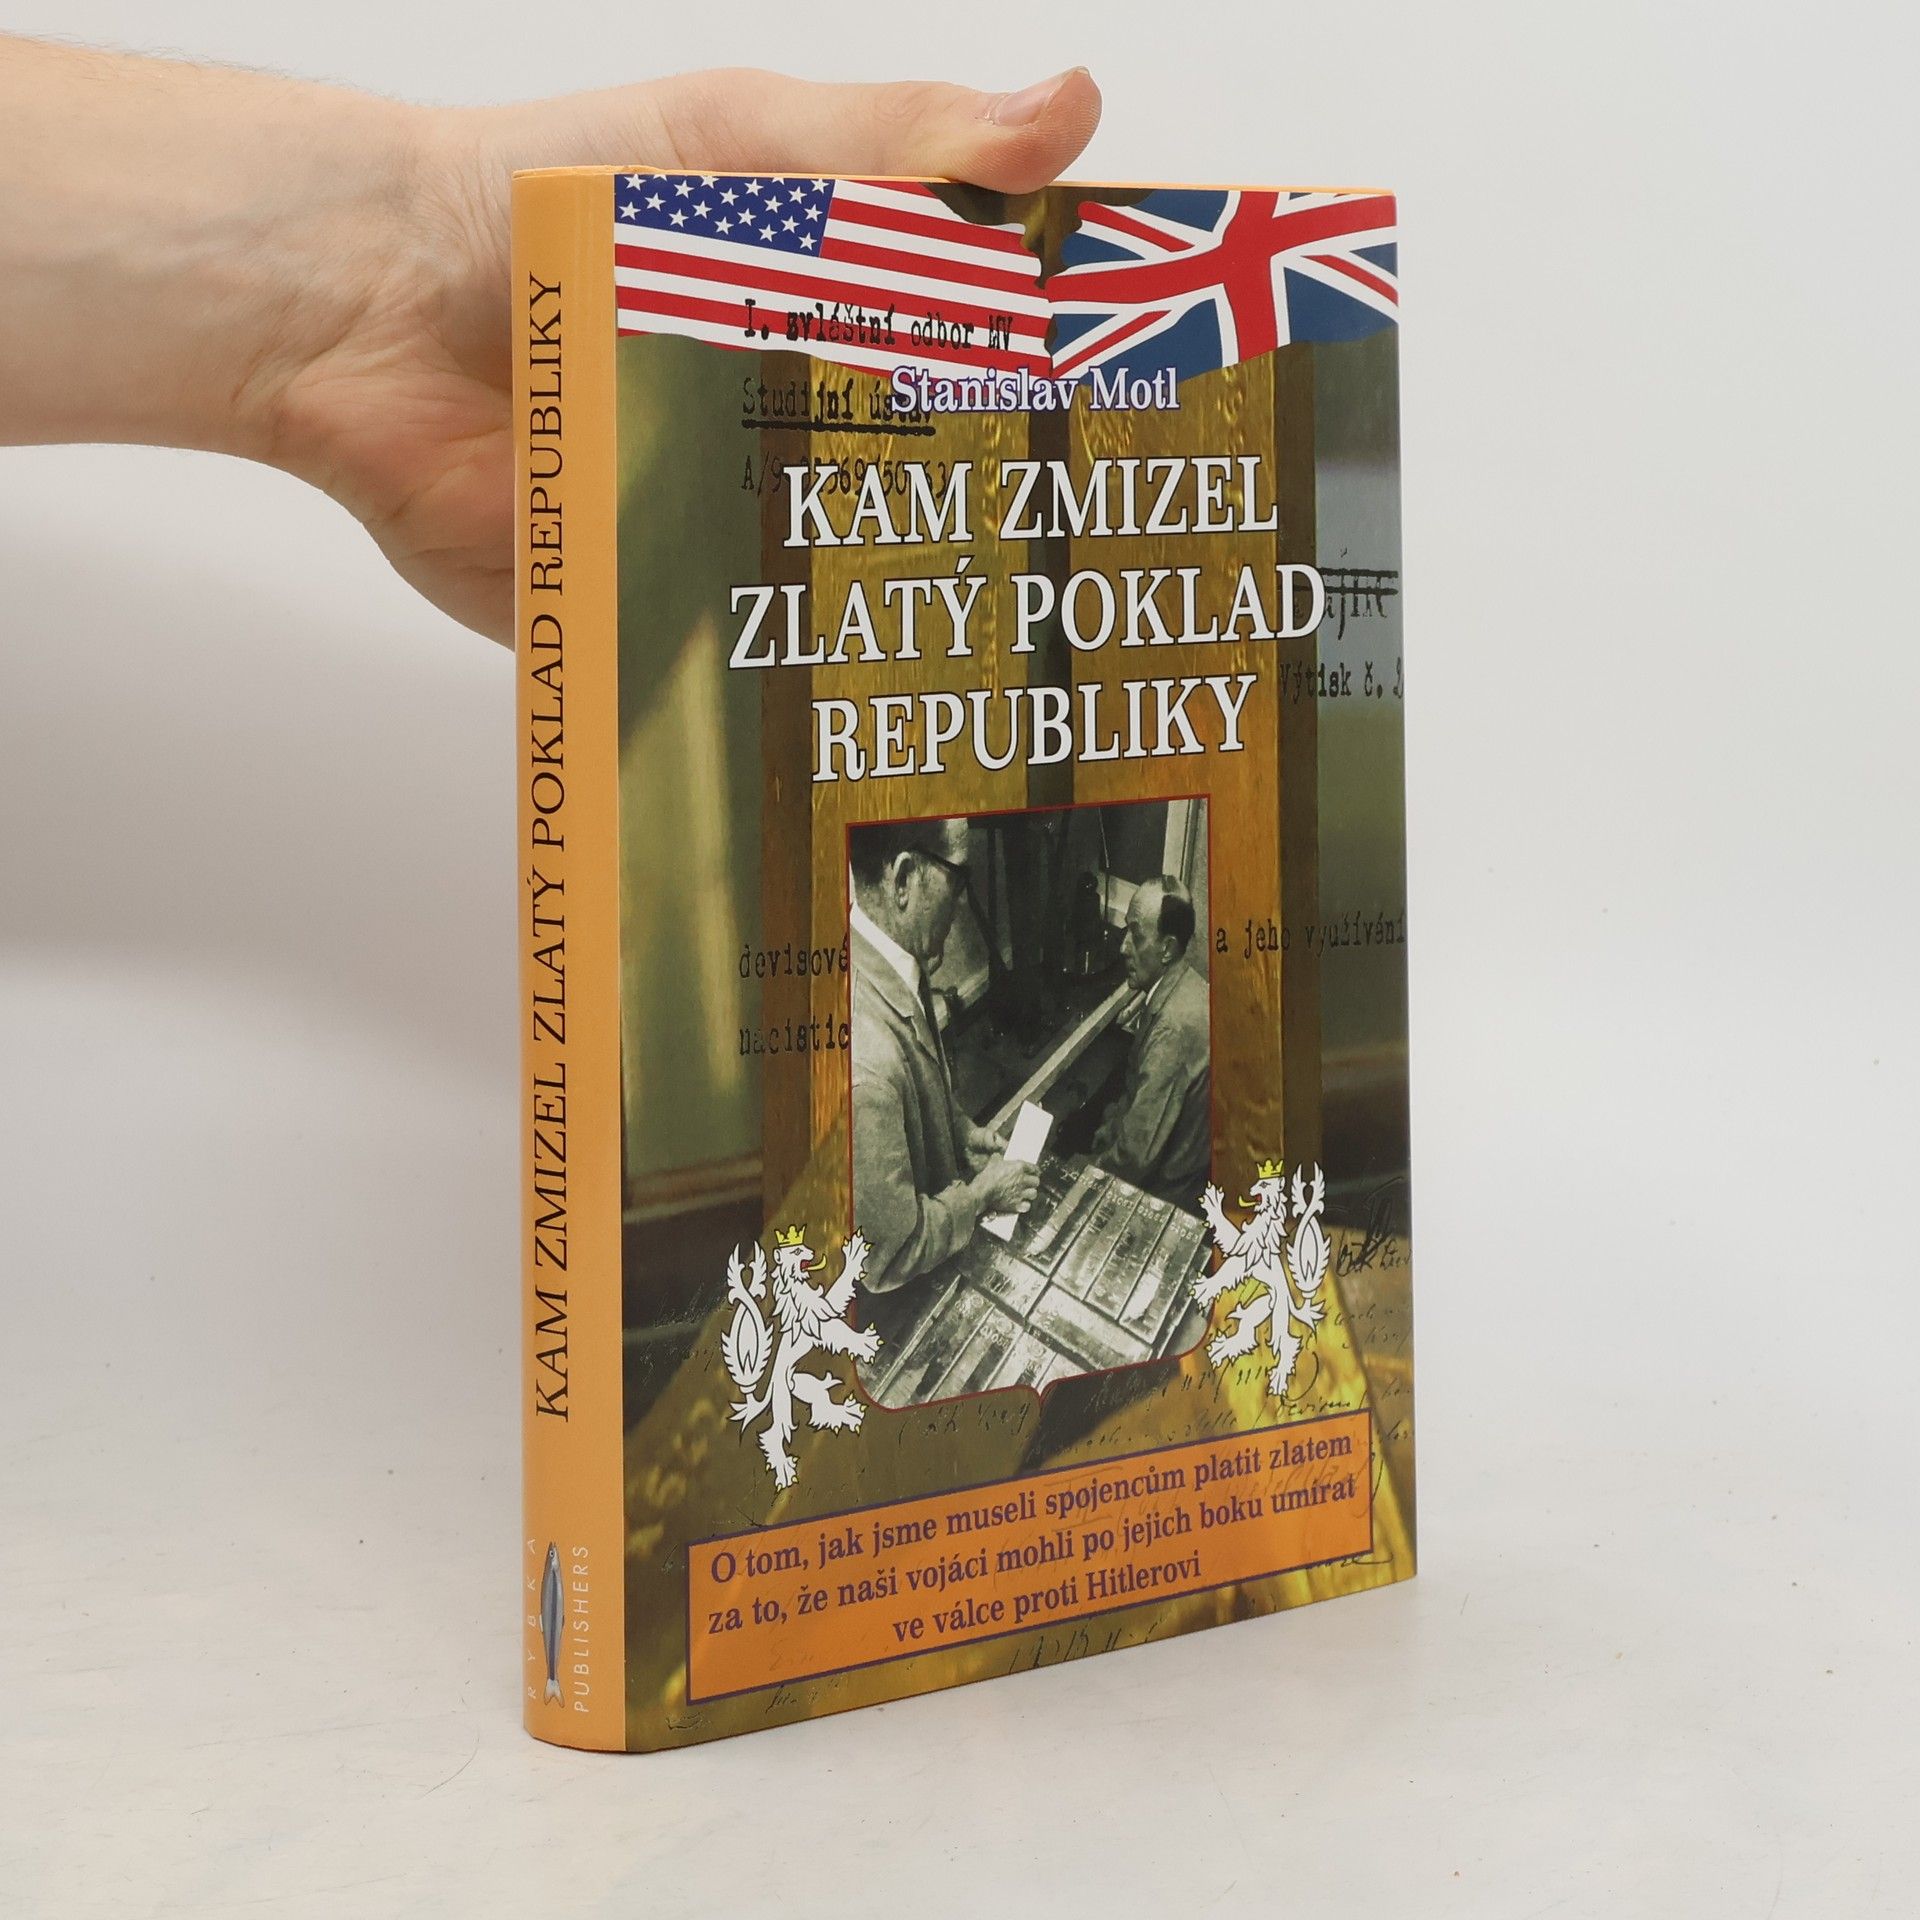 KAM ZMIZEL ZLATÝ POKLAD REPUBLIKY
RYBKA
PUBLISHERS
I. zvláštní odbor MV
Stanislav Motl
Studijní
KAM ZMIZEL
ZLATÝ POKLAD
REPUBLIKY
Výtisk č. 2
devisové a jeho využívání
O tom, jak jsme museli spojencům platit zlatem
za to, že naši vojáci mohli po jejich boku umírat
ve válce proti Hitlerovi